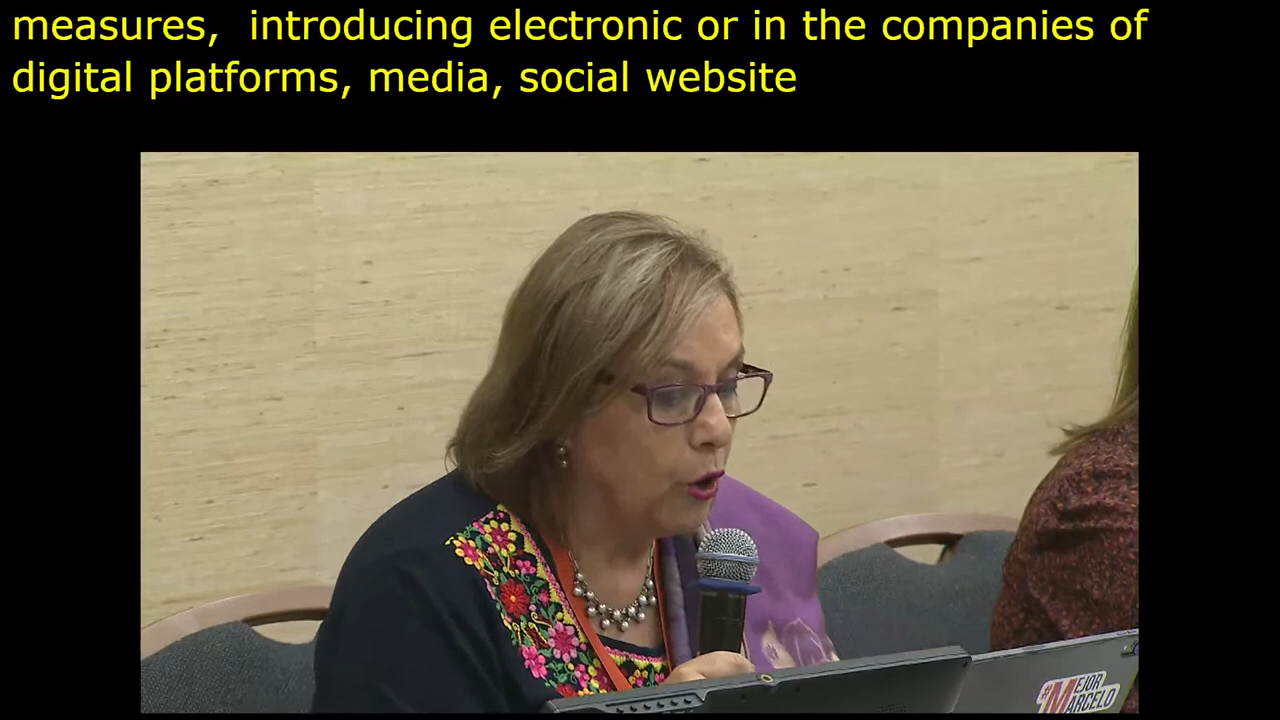 measures,  introducing electronic or in the companies of
digital platforms, media, social website
#MEJOR
MARCELO